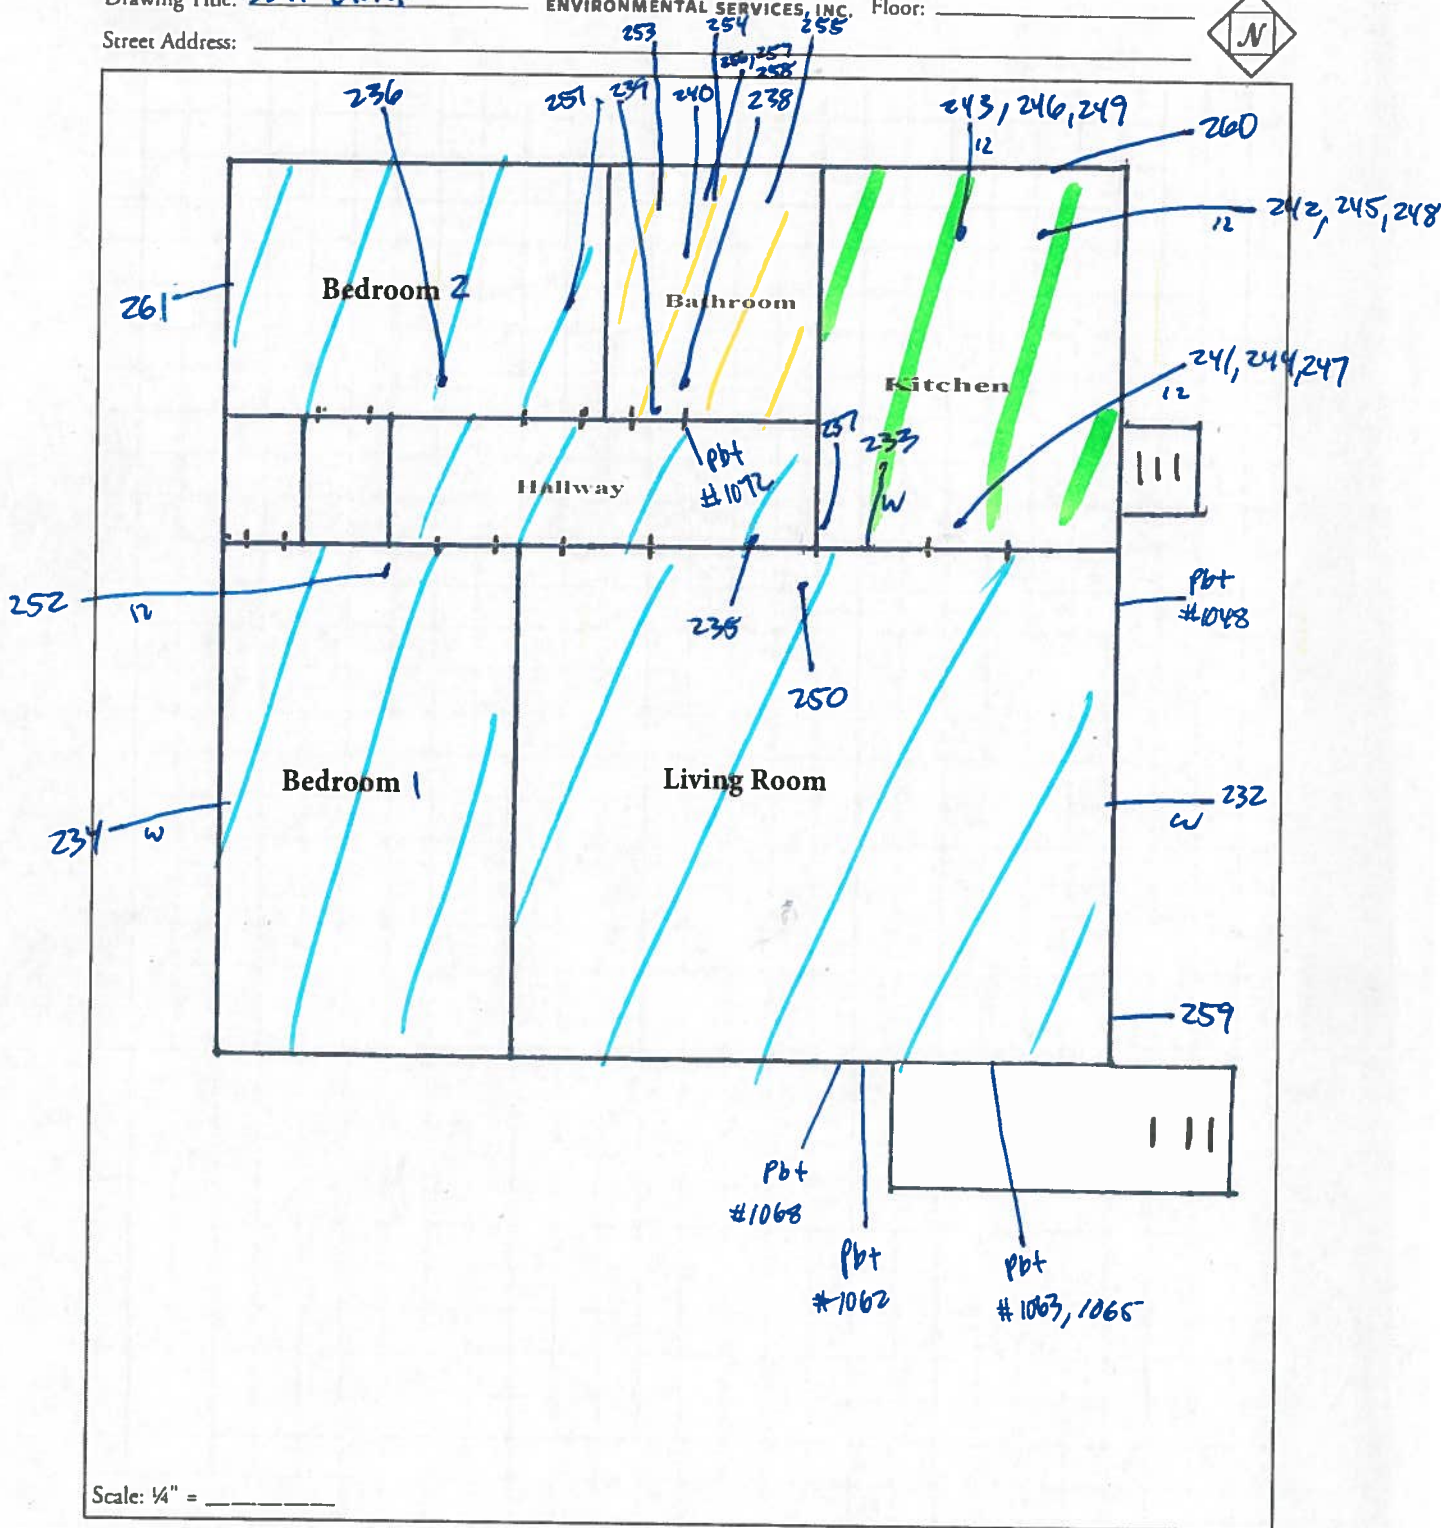 Drawing Title:
ENVIRONMENTAL SERVICES, INC. Floor:
Street Address:
N
253
254
255
256, 257
258
236
251
239
240
238
243, 246, 249
12
260
242, 245, 248
12
261
Bedroom 2
Bathroom
Kitchen
241, 244, 247
12
237
233
W
Pbt
#1072
Hallway
252
12
235
Pbt
#1048
250
Bedroom 1
Living Room
234
W
232
W
259
Pbt
#1068
Pbt
#1062
Pbt
#1063, 1065
Scale: ¼" =